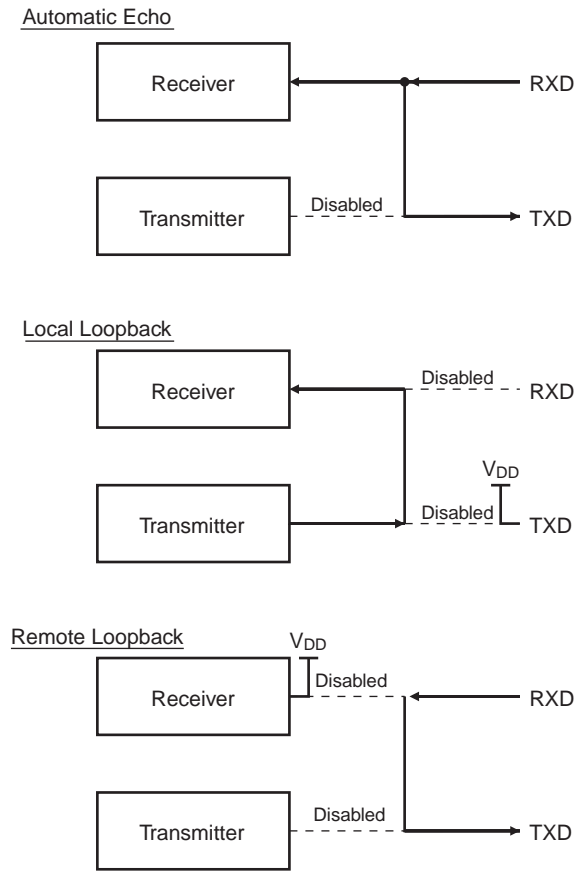 Automatic Echo
Receiver
RXD
Transmitter
Disabled
TXD
Local Loopback
Receiver
Disabled
RXD
VDD
Transmitter
Disabled
TXD
Remote Loopback
VDD
Receiver
Disabled
RXD
Transmitter
Disabled
TXD